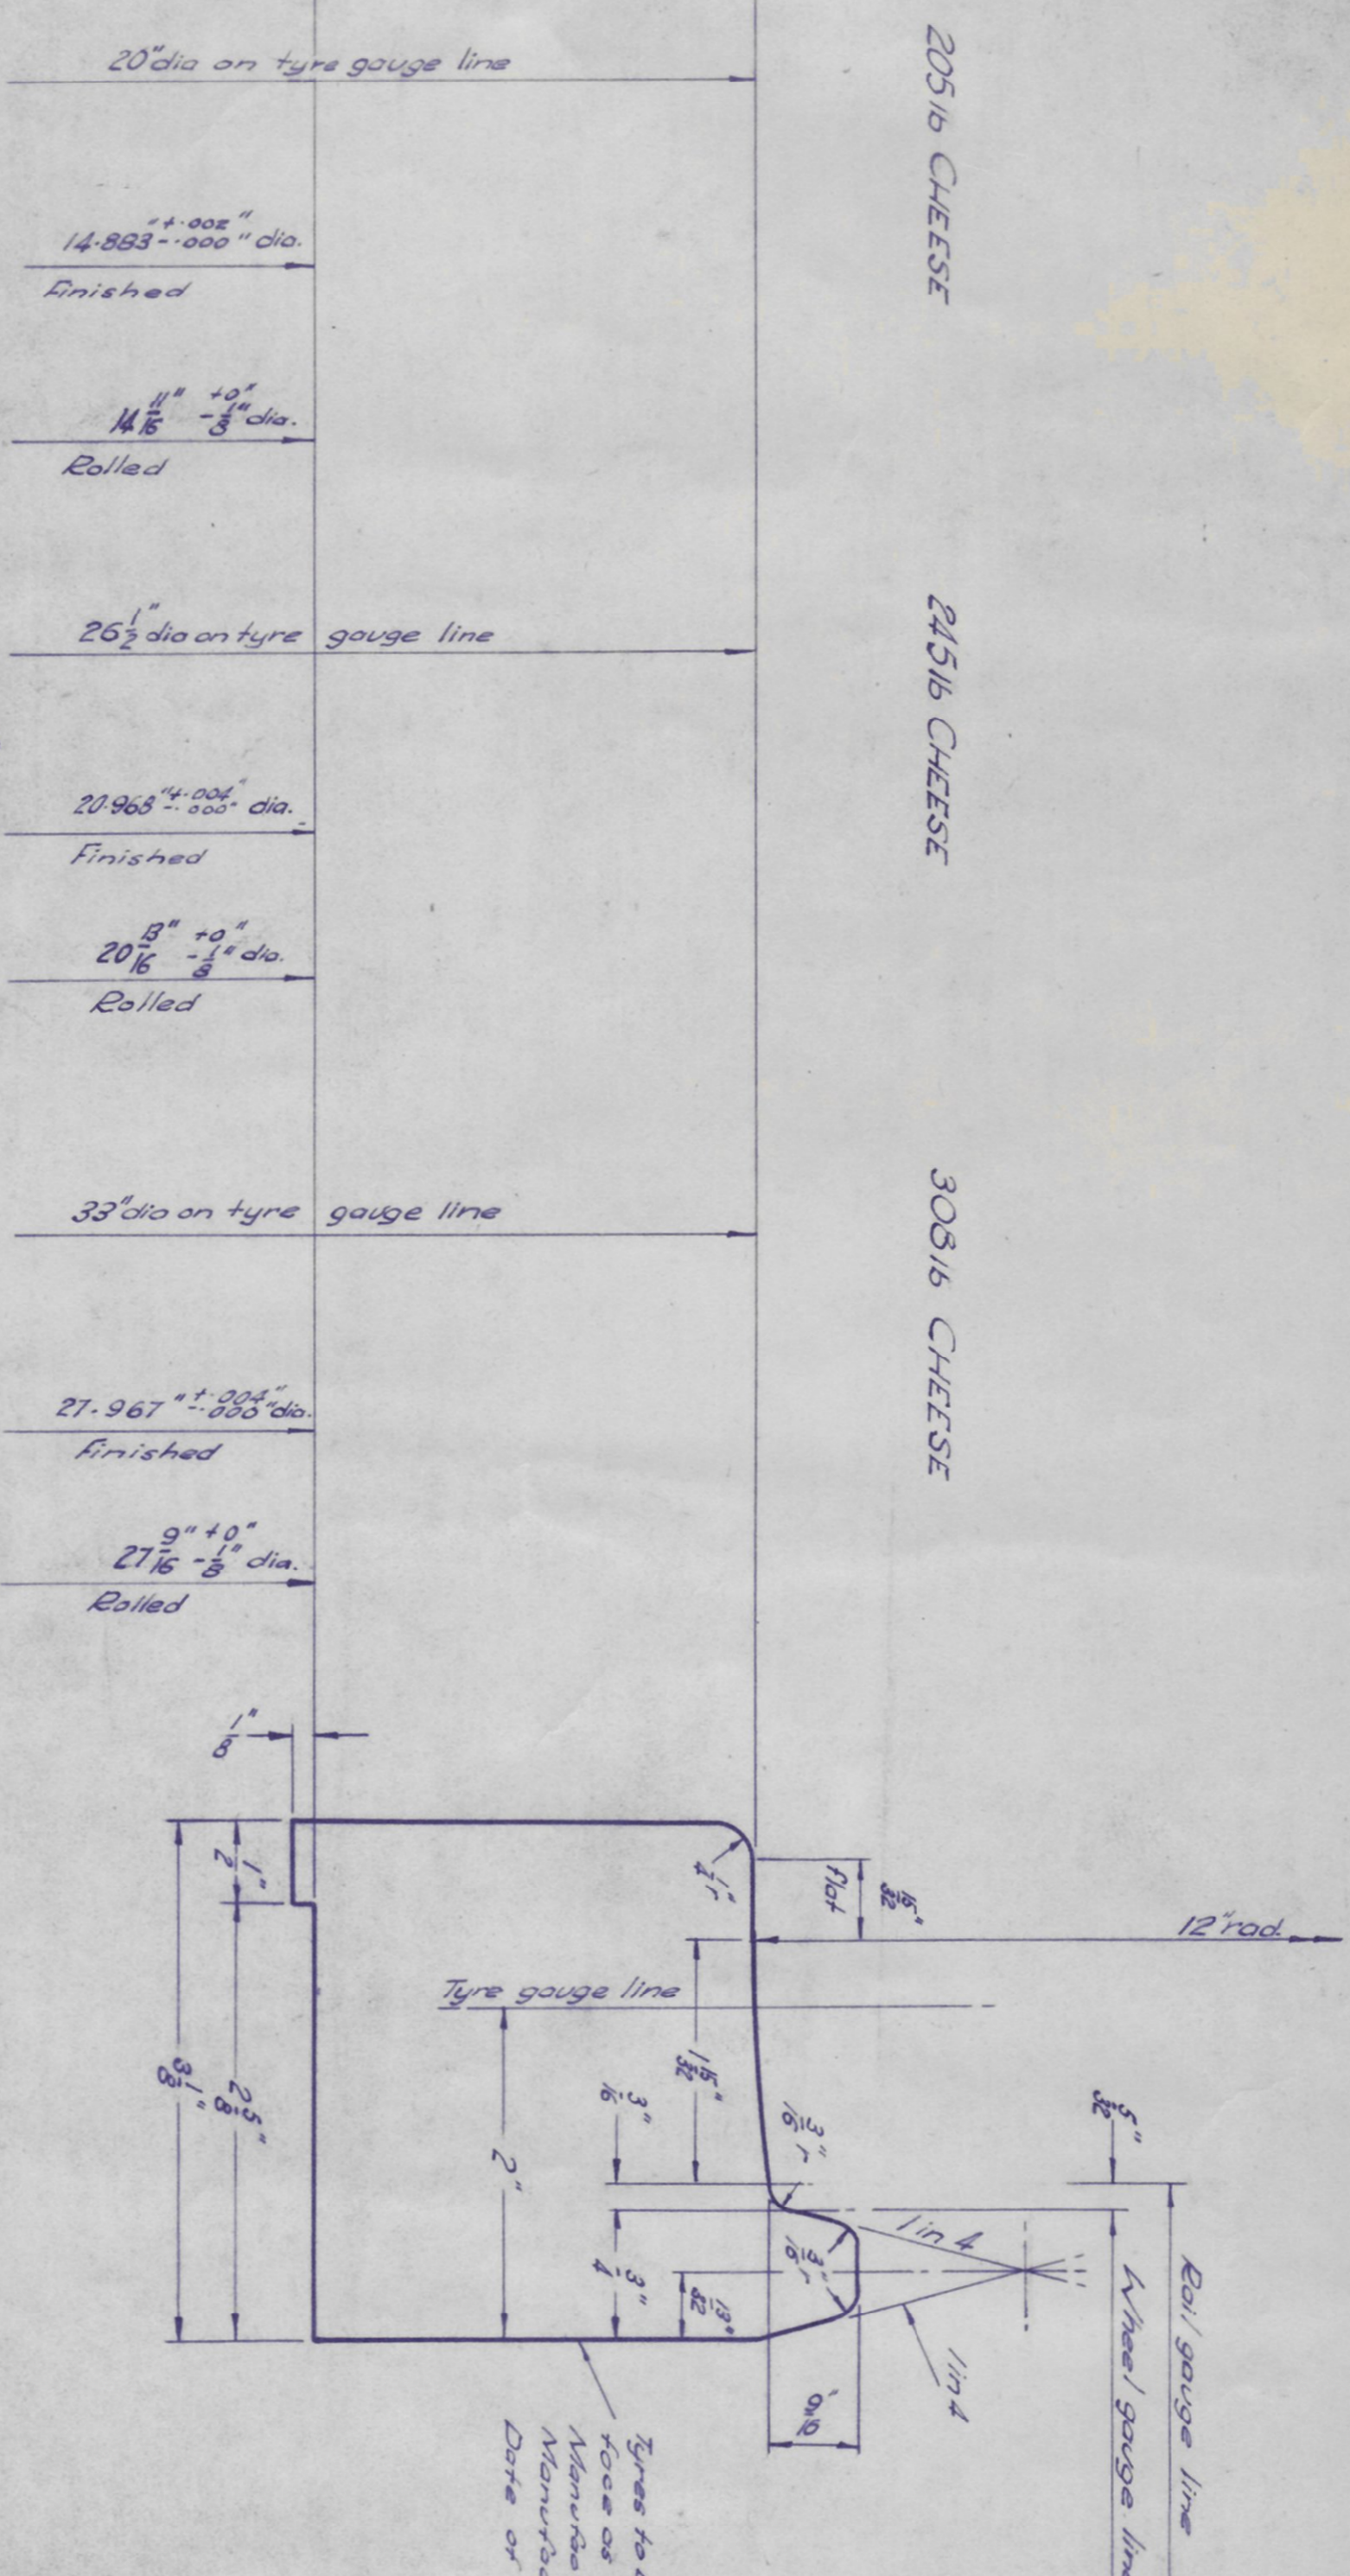 20" dia on tyre gauge line
14.883" +.002" -.000" dia.
Finished
14 11/16" +0" -1/8" dia.
Rolled
205 lb CHEESE
26 1/2" dia on tyre gauge line
20.968" +.004" -.000" dia.
Finished
20 13/16" +0" -1/8" dia.
Rolled
245 lb CHEESE
33" dia on tyre gauge line
27.967" +.004" -.000" dia.
Finished
27 9/16" +0" -1/8" dia.
Rolled
308 lb CHEESE
1/8"
1/2"
2 5/8"
3 1/8"
1/4" r
flat
15/32"
12" rad.
Tyre gauge line
1 15/32"
3/16"
2"
3/16" r
5/32"
1 in 4
3/16" r
3/4"
13/32"
1 in 4
9/16"
Rail gauge line
Wheel gauge line
Tyres to
face as
Date of